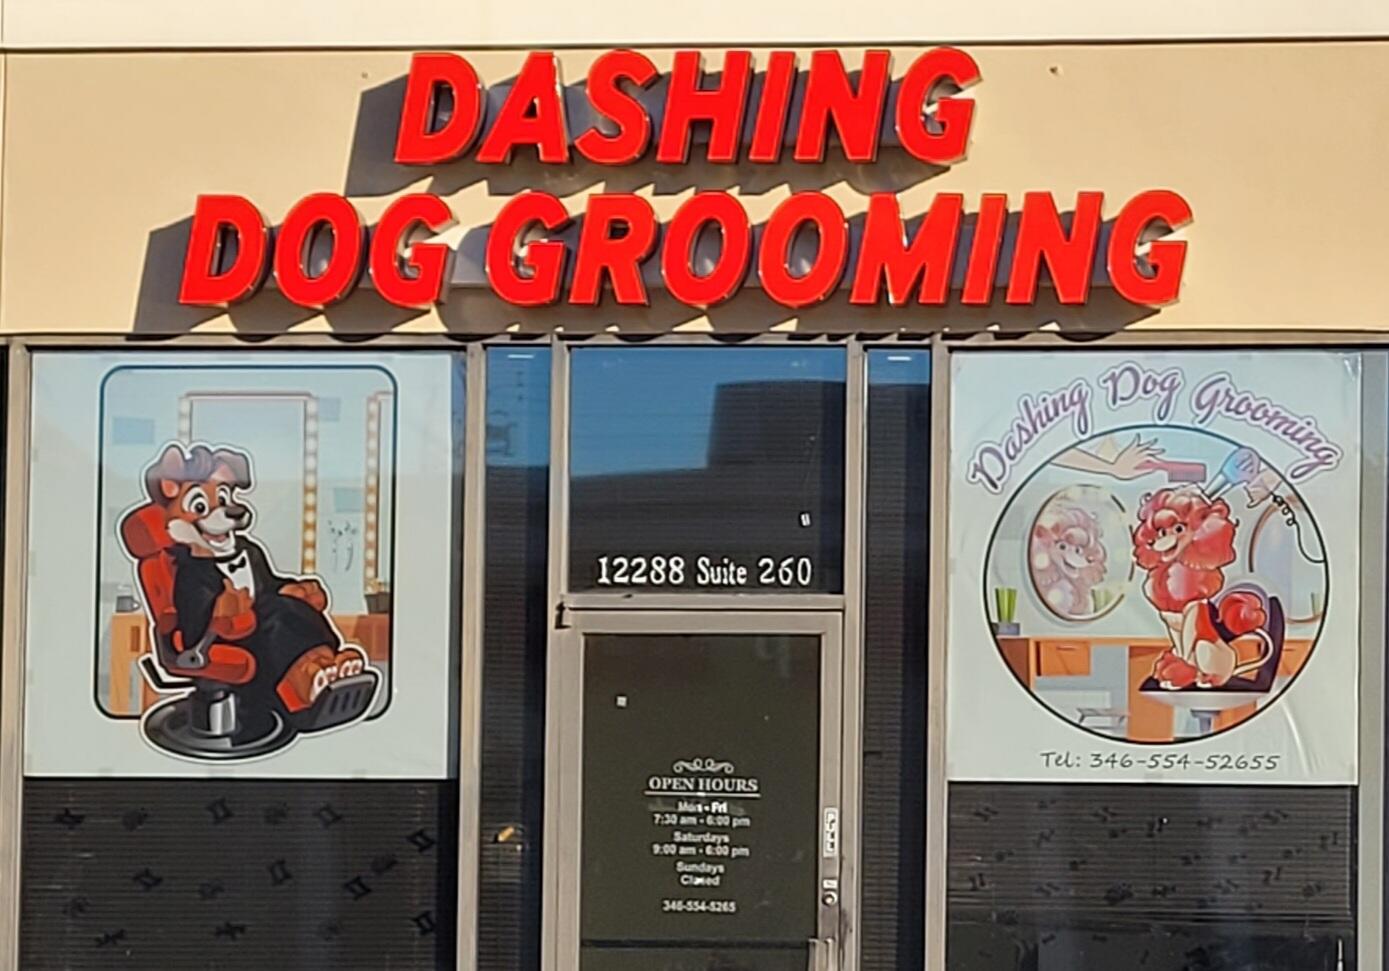 DASHING
DOG GROOMING
Dashing Dog Grooming
12288 Suite 260
Tel: 346-554-52655
OPEN HOURS
Mon - Fri
7:30 am - 6:00 pm
Saturdays
9:00 am - 6:00 pm
Sundays
Closed
346-554-5265
PULL